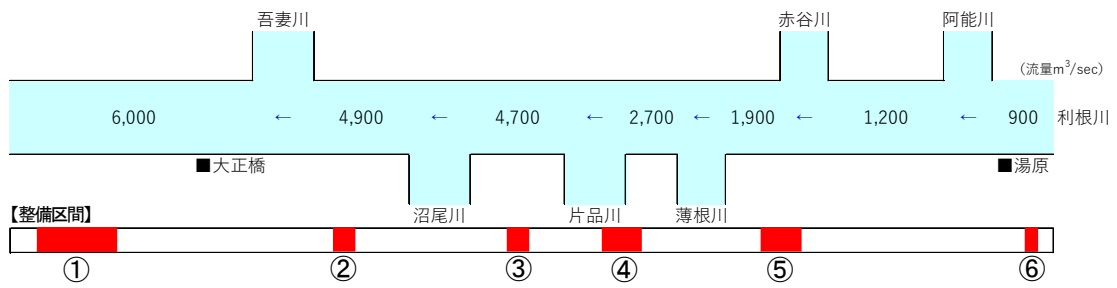 吾妻川 赤谷川 阿能川
(流量m³/sec)
6,000 ← 4,900 ← 4,700 ← 2,700 ← 1,900 1,200 ← 900 利根川
■大正橋 ■湯原
沼尾川 片品川 薄根川
【整備区間】
① ② ③ ④ ⑤ ⑥